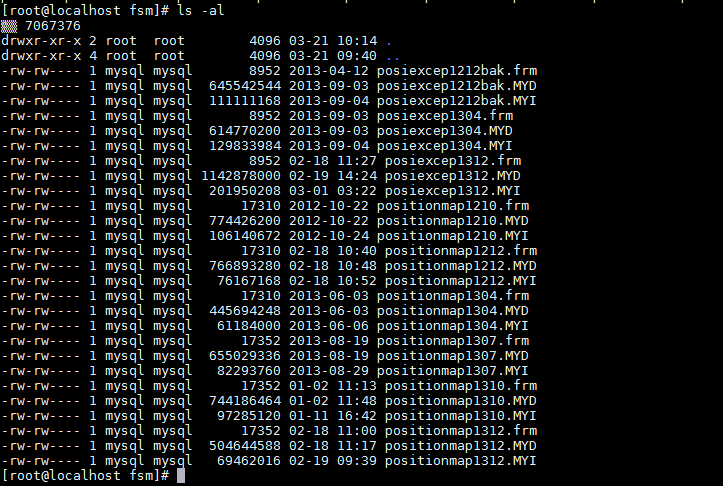 [root@localhost fsm]# ls -al
7067376
drwxr-xr-x 2 root  root        4096 03-21 10:14 .
drwxr-xr-x 4 root  root        4096 03-21 09:40 ..
-rw-rw---- 1 mysql mysql       8952 2013-04-12 posiexcep1212bak.frm
-rw-rw---- 1 mysql mysql  645542544 2013-09-03 posiexcep1212bak.MYD
-rw-rw---- 1 mysql mysql  111111168 2013-09-04 posiexcep1212bak.MYI
-rw-rw---- 1 mysql mysql       8952 2013-09-03 posiexcep1304.frm
-rw-rw---- 1 mysql mysql  614770200 2013-09-03 posiexcep1304.MYD
-rw-rw---- 1 mysql mysql  129833984 2013-09-04 posiexcep1304.MYI
-rw-rw---- 1 mysql mysql       8952 02-18 11:27 posiexcep1312.frm
-rw-rw---- 1 mysql mysql 1142878000 02-19 14:24 posiexcep1312.MYD
-rw-rw---- 1 mysql mysql  201950208 03-01 03:22 posiexcep1312.MYI
-rw-rw---- 1 mysql mysql      17310 2012-10-22 positionmap1210.frm
-rw-rw---- 1 mysql mysql  774426200 2012-10-22 positionmap1210.MYD
-rw-rw---- 1 mysql mysql  106140672 2012-10-24 positionmap1210.MYI
-rw-rw---- 1 mysql mysql      17310 02-18 10:40 positionmap1212.frm
-rw-rw---- 1 mysql mysql  766893280 02-18 10:48 positionmap1212.MYD
-rw-rw---- 1 mysql mysql   76167168 02-18 10:52 positionmap1212.MYI
-rw-rw---- 1 mysql mysql      17310 2013-06-03 positionmap1304.frm
-rw-rw---- 1 mysql mysql  445694248 2013-06-03 positionmap1304.MYD
-rw-rw---- 1 mysql mysql   61184000 2013-06-06 positionmap1304.MYI
-rw-rw---- 1 mysql mysql      17352 2013-08-19 positionmap1307.frm
-rw-rw---- 1 mysql mysql  655029336 2013-08-19 positionmap1307.MYD
-rw-rw---- 1 mysql mysql   82293760 2013-08-29 positionmap1307.MYI
-rw-rw---- 1 mysql mysql      17352 01-02 11:13 positionmap1310.frm
-rw-rw---- 1 mysql mysql  744186464 01-02 11:48 positionmap1310.MYD
-rw-rw---- 1 mysql mysql   97285120 01-11 16:42 positionmap1310.MYI
-rw-rw---- 1 mysql mysql      17352 02-18 11:00 positionmap1312.frm
-rw-rw---- 1 mysql mysql  504644588 02-18 11:17 positionmap1312.MYD
-rw-rw---- 1 mysql mysql   69462016 02-19 09:39 positionmap1312.MYI
[root@localhost fsm]#